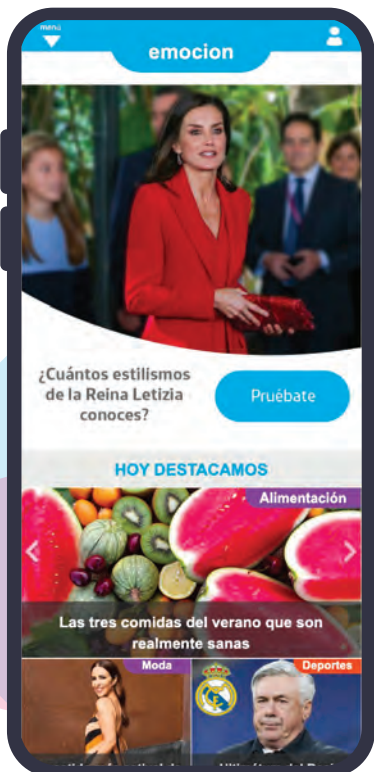 menú
emocion
¿Cuántos estilismos
de la Reina Letizia
conoces?
Pruébate
HOY DESTACAMOS
Alimentación
Las tres comidas del verano que son
realmente sanas
Moda
Deportes